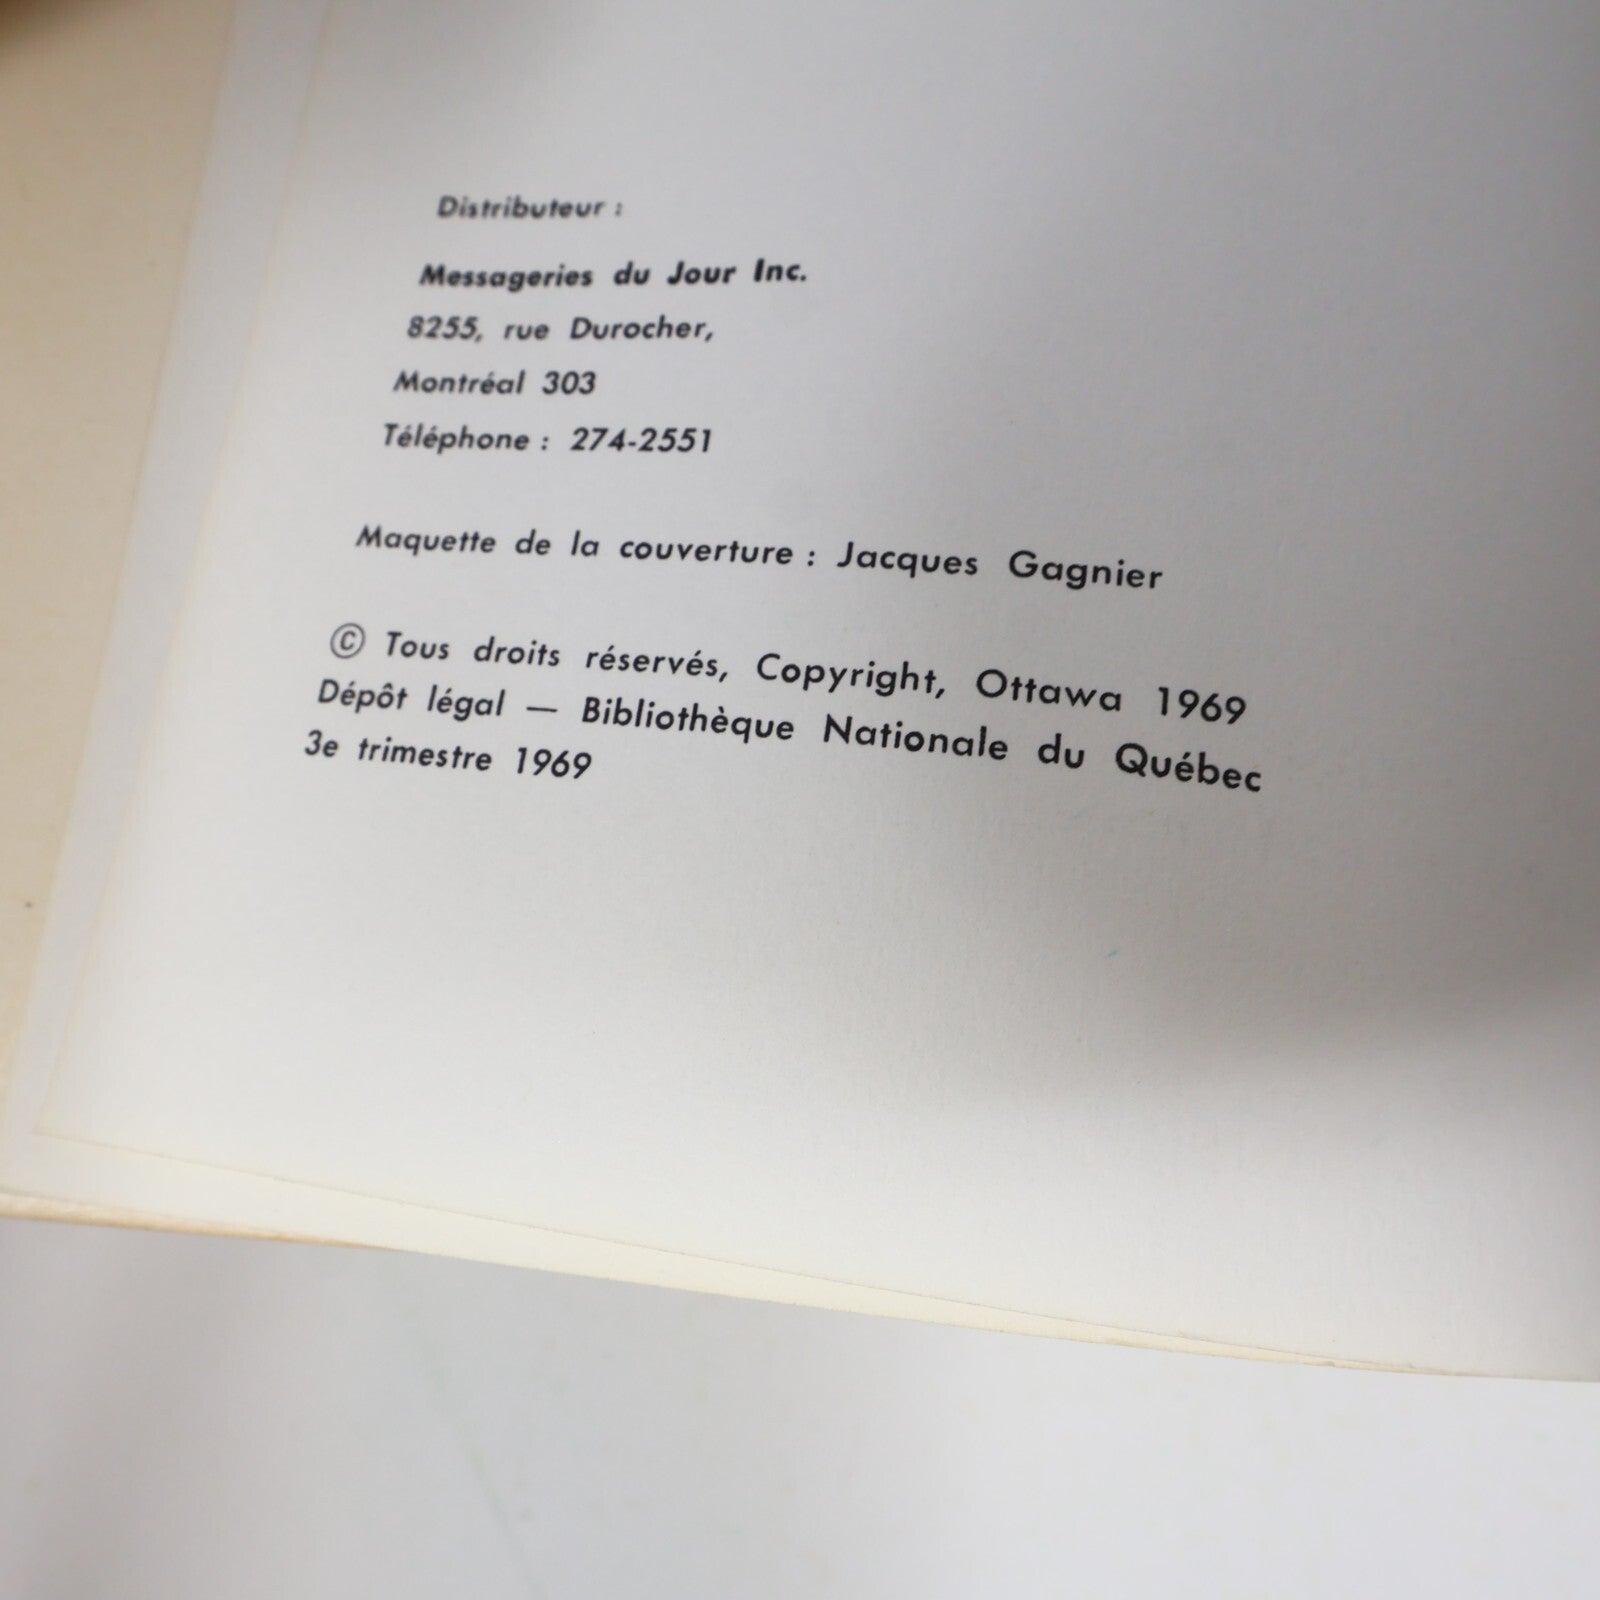 Distributeur :
Messageries du Jour Inc.
8255, rue Durocher,
Montréal 303
Téléphone : 274-2551
Maquette de la couverture : Jacques Gagnier
© Tous droits réservés, Copyright, Ottawa 1969
Dépôt légal — Bibliothèque Nationale du Québec
3e trimestre 1969